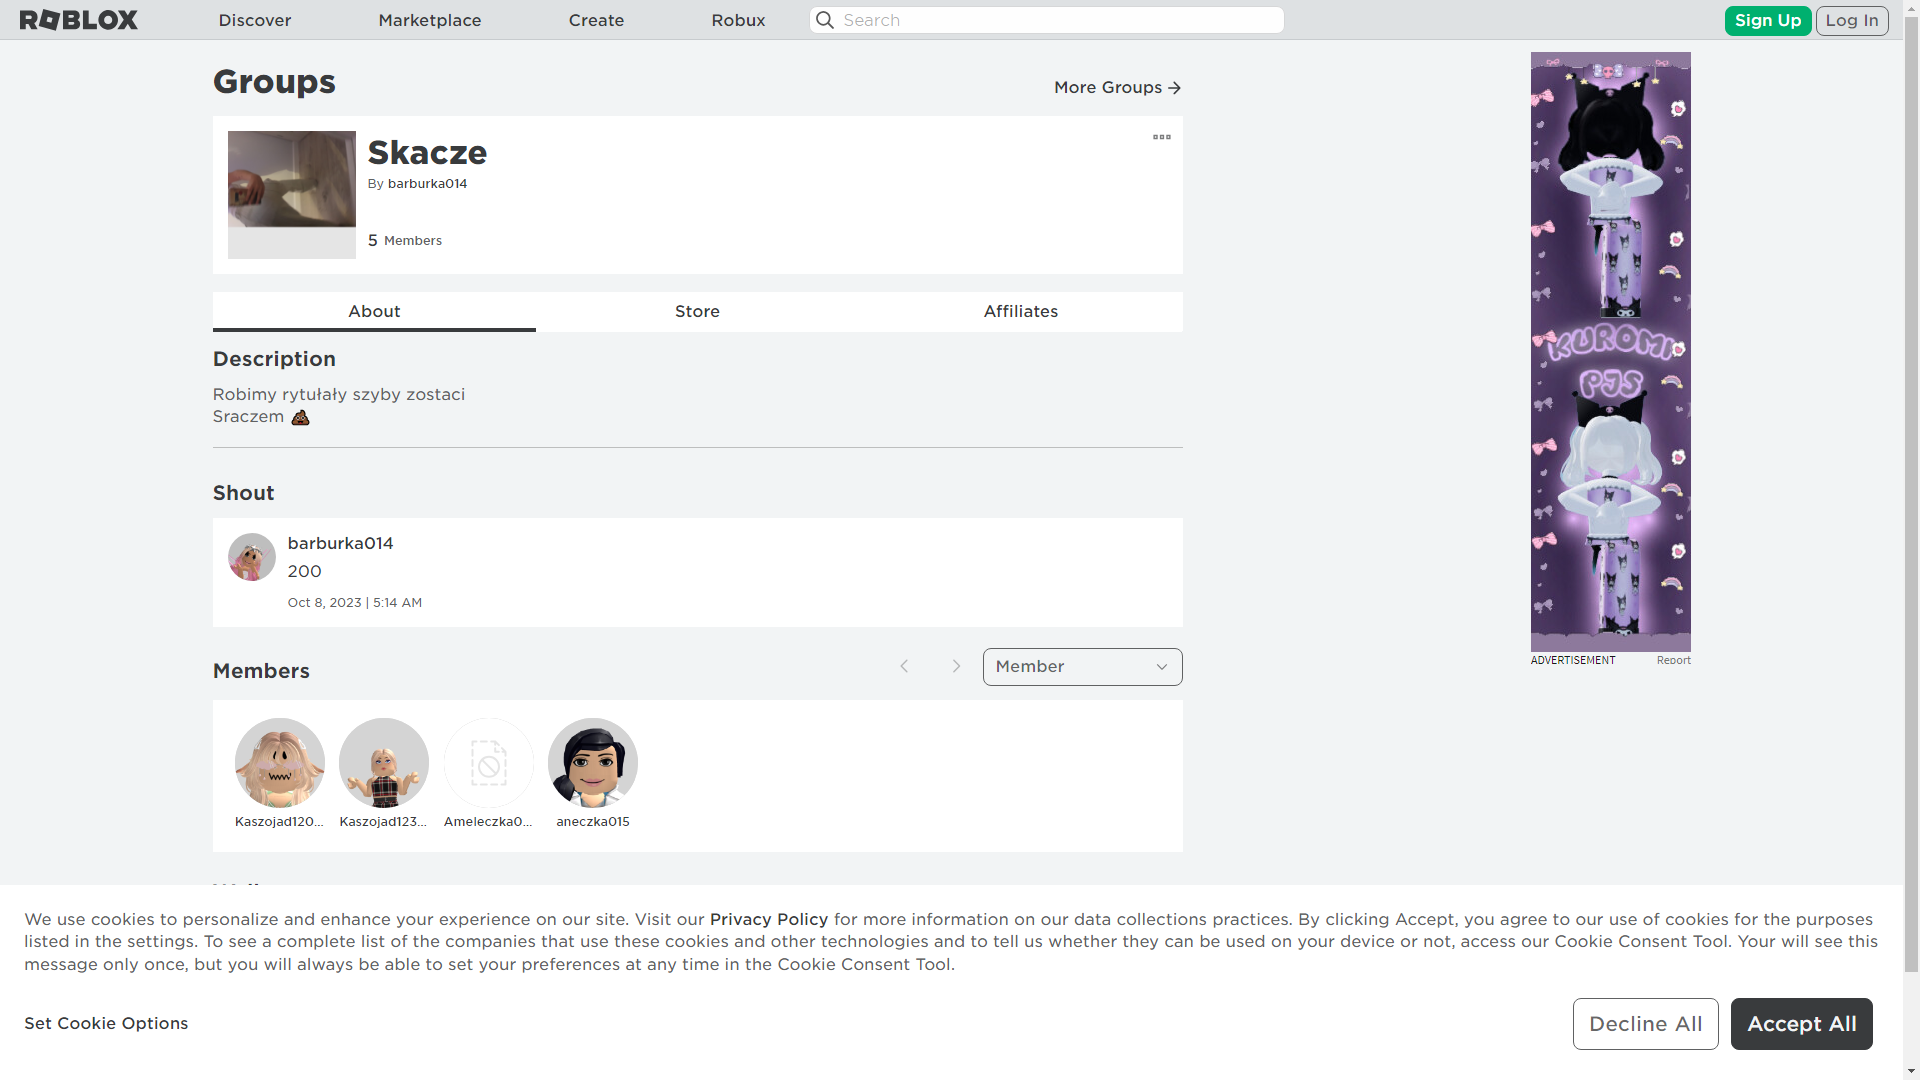 ROBLOX
Discover
Marketplace
Create
Robux
Search
Sign Up
Log In
Groups
More Groups
Skacze
By barburka014
5 Members
About
Store
Affiliates
Description
Robimy rytułały szyby zostaci
Sraczem 💩
Shout
barburka014
200
Oct 8, 2023 | 5:14 AM
Members
Member
Kaszojad120...
Kaszojad123...
Ameleczka0...
aneczka015
KUROMI
PJS
ADVERTISEMENT
Report
We use cookies to personalize and enhance your experience on our site. Visit our Privacy Policy for more information on our data collections practices. By clicking Accept, you agree to our use of cookies for the purposes
listed in the settings. To see a complete list of the companies that use these cookies and other technologies and to tell us whether they can be used on your device or not, access our Cookie Consent Tool. Your will see this
message only once, but you will always be able to set your preferences at any time in the Cookie Consent Tool.
Set Cookie Options
Decline All
Accept All